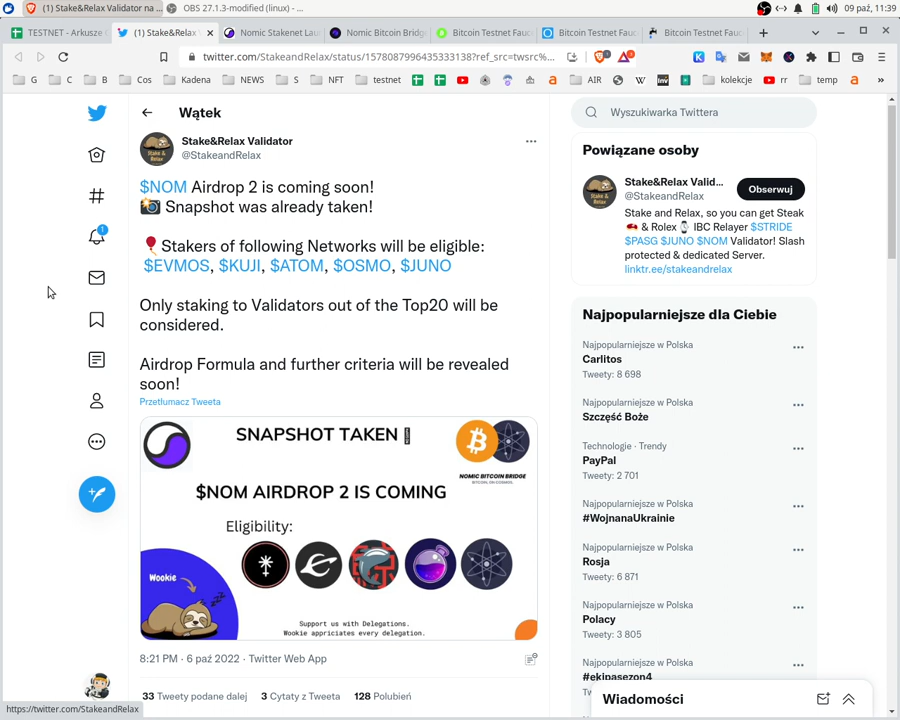 (1) Stake&Relax Validator na ...
OBS 27.1.3-modified (linux) - ...
09 paź, 11:39
TESTNET - Arkusze
(1) Stake&Relax
Nomic Stakenet Lau
Nomic Bitcoin Bridg
Bitcoin Testnet Fauc
Bitcoin Testnet Fauc
Bitcoin Testnet Fauc
twitter.com/StakeandRelax/status/1578087996435333138?ref_src=twsrc%...
G
C
B
Cos
Kadena
NEWS
S
NFT
testnet
AIR
kolekcje
rr
temp
Wątek
Wyszukiwarka Twittera
Stake&Relax Validator
@StakeandRelax
$NOM Airdrop 2 is coming soon!
📸 Snapshot was already taken!
🎈Stakers of following Networks will be eligible:
$EVMOS, $KUJI, $ATOM, $OSMO, $JUNO
Only staking to Validators out of the Top20 will be
considered.
Airdrop Formula and further criteria will be revealed
soon!
Przetłumacz Tweeta
SNAPSHOT TAKEN
NOMIC BITCOIN BRIDGE
BITCOIN. ON COSMOS.
$NOM AIRDROP 2 IS COMING
Eligibility:
Wookie
Support us with Delegations.
Wookie appriciates every delegation.
8:21 PM · 6 paź 2022 · Twitter Web App
33 Tweety podane dalej
3 Cytaty z Tweeta
128 Polubień
Powiązane osoby
Stake&Relax Valid...
@StakeandRelax
Obserwuj
Stake and Relax, so you can get Steak
🥩 & Rolex ⌚ IBC Relayer $STRIDE
$PASG $JUNO $NOM Validator! Slash
protected & dedicated Server.
linktr.ee/stakeandrelax
Najpopularniejsze dla Ciebie
Najpopularniejsze w Polska
Carlitos
Tweety: 8 698
Najpopularniejsze w Polska
Szczęść Boże
Technologie · Trendy
PayPal
Tweety: 2 701
Najpopularniejsze w Polska
#WojnanaUkrainie
Najpopularniejsze w Polska
Rosja
Tweety: 6 871
Najpopularniejsze w Polska
Polacy
Tweety: 3 805
Najpopularniejsze w Polska
#ekipasezon4
Wiadomości
https://twitter.com/StakeandRelax